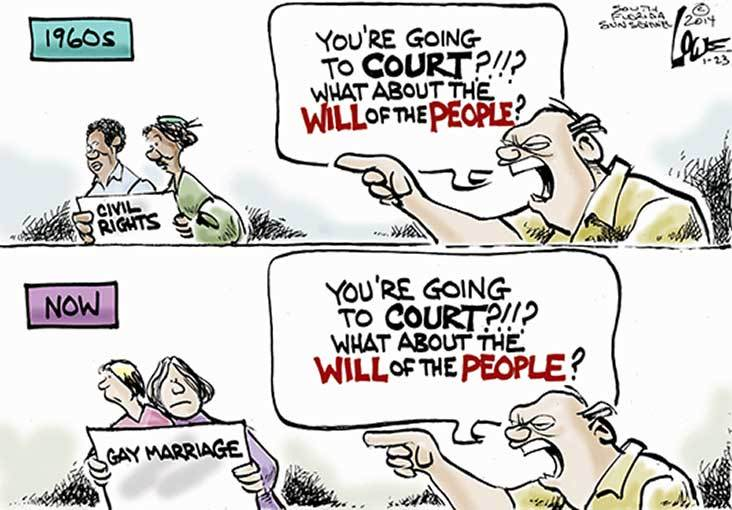 1960s
YOU'RE GOING
TO COURT?!!?
WHAT ABOUT THE
WILL OF THE PEOPLE?
SOUTH
FLORIDA
SUN SENTINEL
© 2014
LOWE
1-23
CIVIL
RIGHTS
NOW
YOU'RE GOING
TO COURT?!!?
WHAT ABOUT THE
WILL OF THE PEOPLE?
GAY MARRIAGE